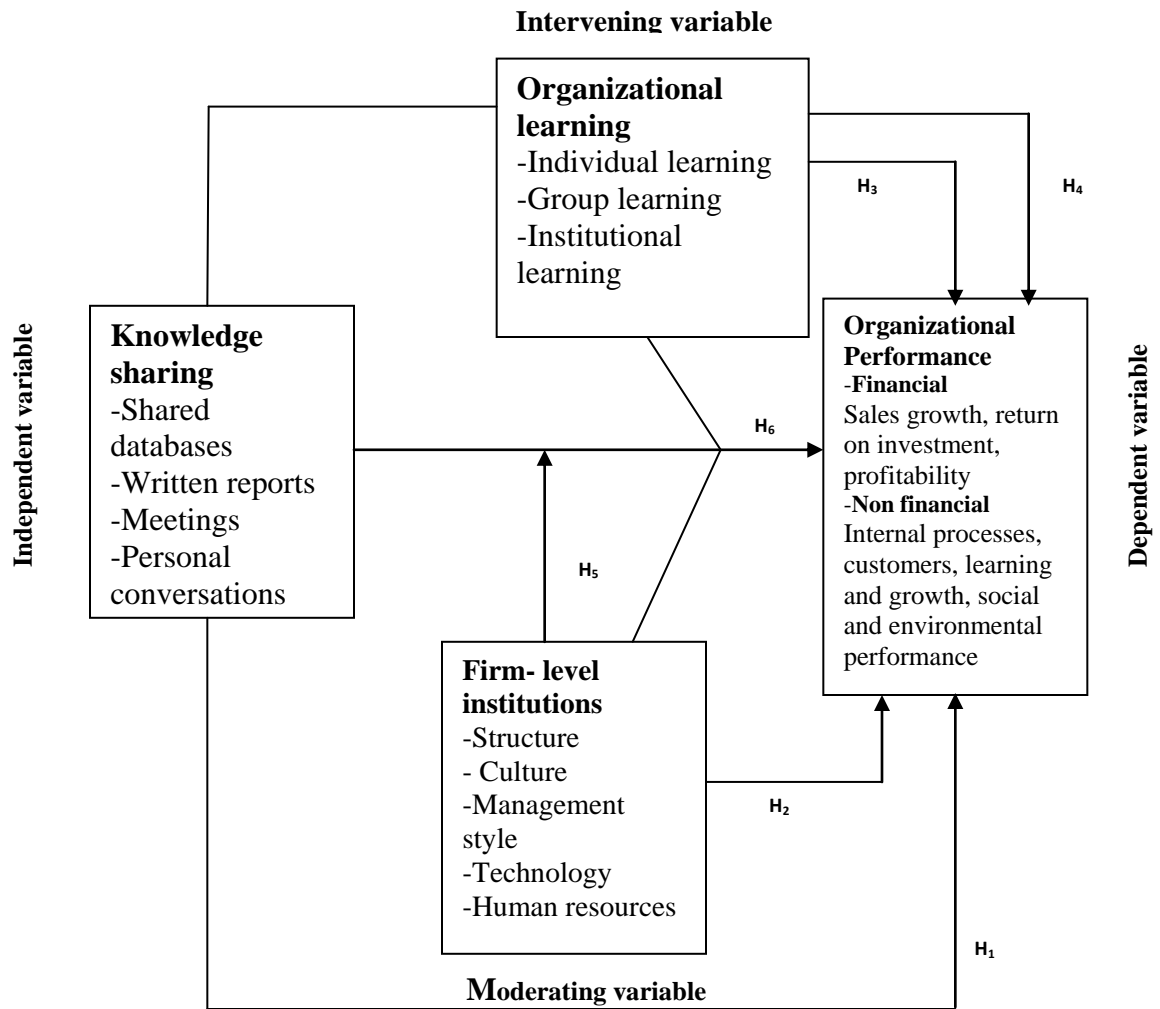 Intervening variable
Organizational
learning
-Individual learning
-Group learning
-Institutional
learning
H₃
H₄
Independent variable
Knowledge
sharing
-Shared
databases
-Written reports
-Meetings
-Personal
conversations
H₆
H₅
Organizational
Performance
-Financial
Sales growth, return
on investment,
profitability
-Non financial
Internal processes,
customers, learning
and growth, social
and environmental
performance
Dependent variable
Firm- level
institutions
-Structure
- Culture
-Management
style
-Technology
-Human resources
H₂
H₁
Moderating variable